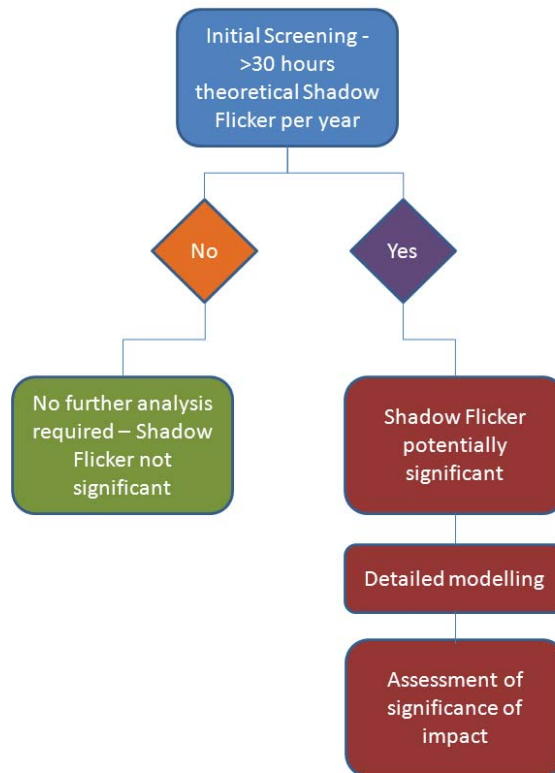 Initial Screening -
>30 hours
theoretical Shadow
Flicker per year
No
Yes
No further analysis
required – Shadow
Flicker not
significant
Shadow Flicker
potentially
significant
Detailed modelling
Assessment of
significance of
impact